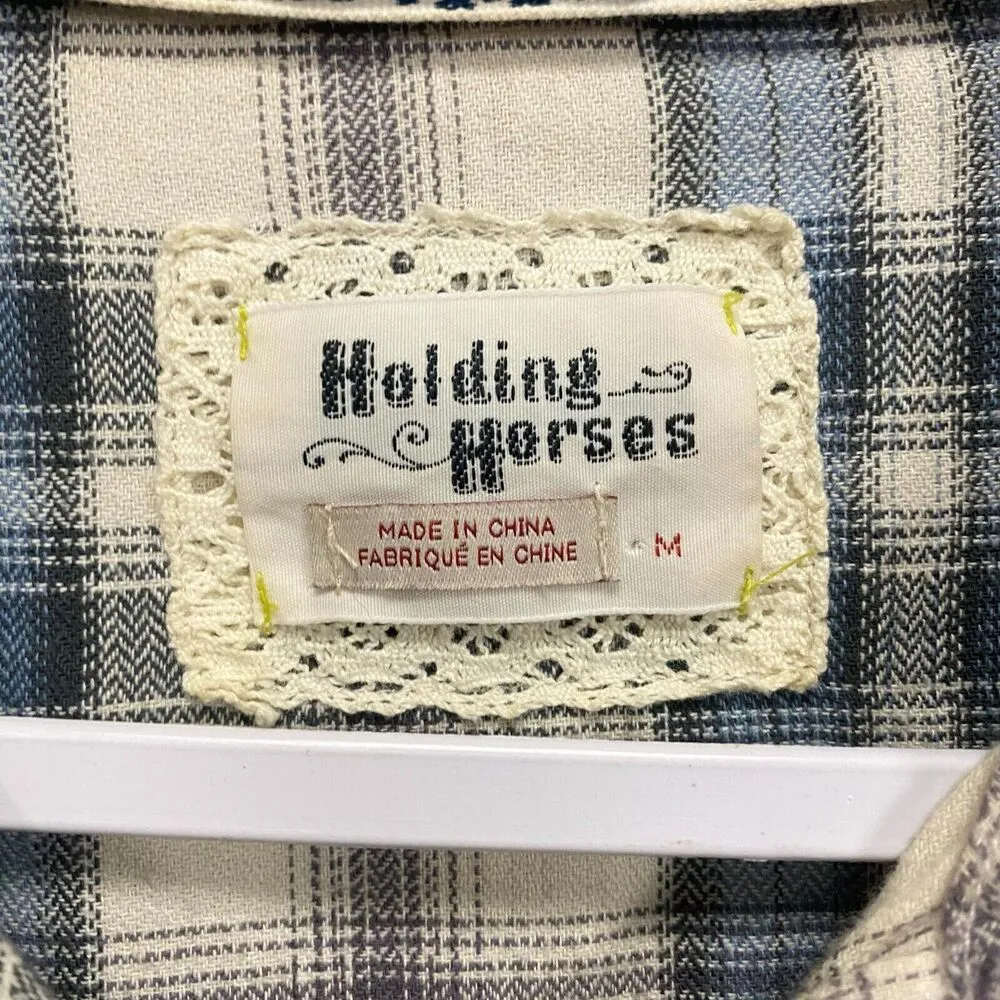 Holding
Horses
MADE IN CHINA
FABRIQUÉ EN CHINE
M